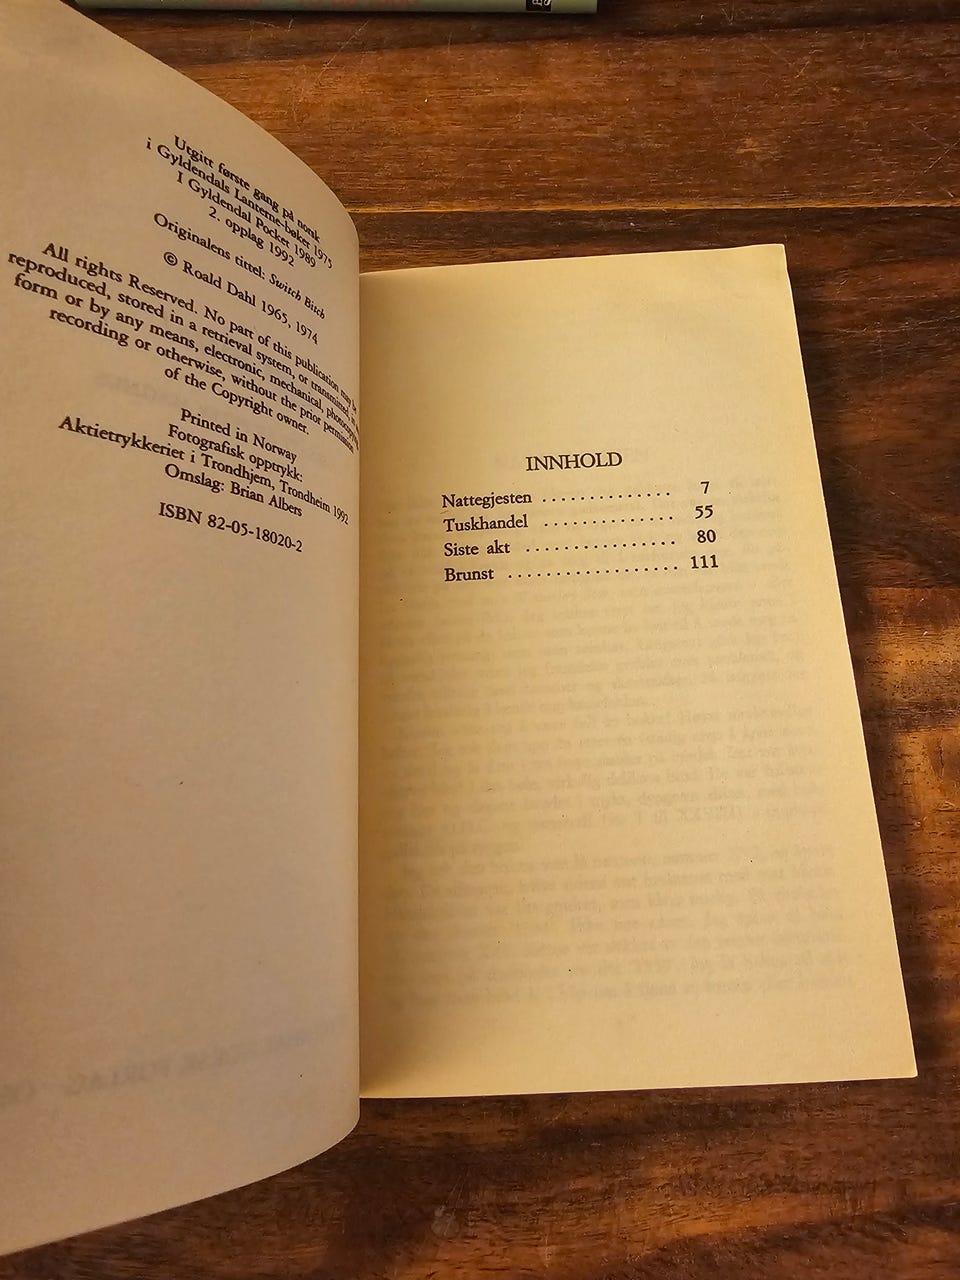 Utgitt første gang på norsk
i Gyldendals Lanterne-bøker 1975
I Gyldendal Pocket 1989
2. opplag 1992
Originalens tittel: Switch Bitch
© Roald Dahl 1965, 1974
All rights Reserved. No part of this publication may be
reproduced, stored in a retrieval system, or transmitted, in any
form or by any means, electronic, mechanical, photocopying,
recording or otherwise, without the prior permission
of the Copyright owner.
Printed in Norway
Fotografisk opptrykk:
Aktietrykkeriet i Trondhjem, Trondheim 1992
Omslag: Brian Albers
ISBN 82-05-18020-2
INNHOLD
Nattegjesten .............. 7
Tuskhandel .............. 55
Siste akt ................ 80
Brunst .................. 111